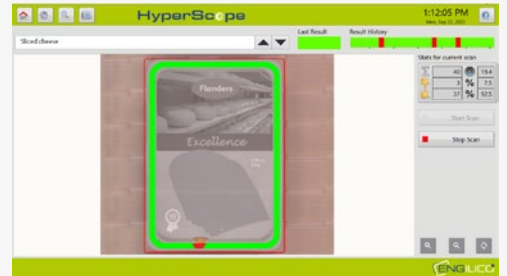 HyperScope
1:12:05 PM
Sliced cheese
Last Result
Result History
Stats for current scan
40 19.4
3 % 7.5
37 % 92.5
Start Scan
Stop Scan
Flanders
Excellence
ENGILICO